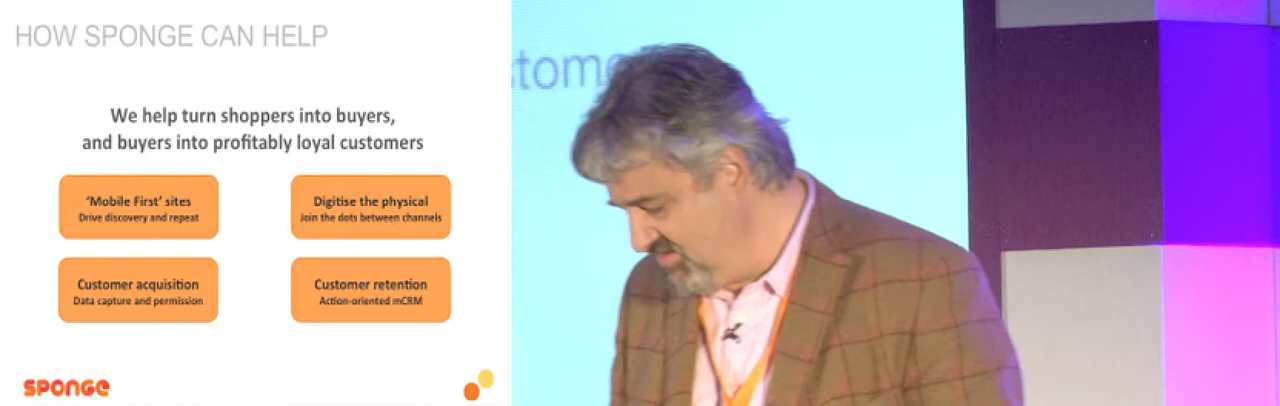 HOW SPONGE CAN HELP
We help turn shoppers into buyers,
and buyers into profitably loyal customers
'Mobile First' sites
Drive discovery and repeat
Digitise the physical
Join the dots between channels
Customer acquisition
Data capture and permission
Customer retention
Action-oriented mCRM
SPONGE